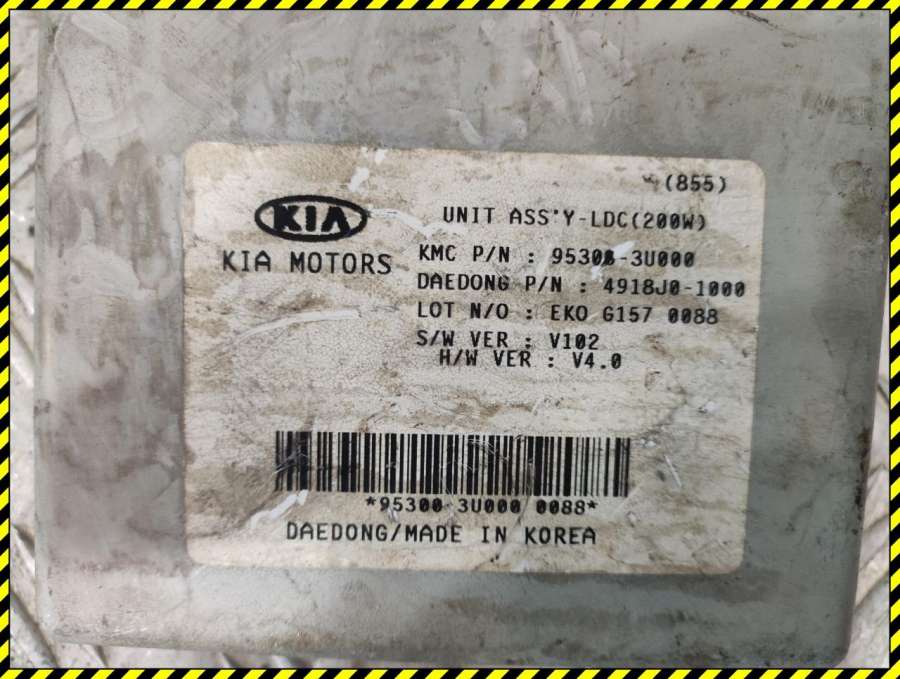 (855)
KIA
UNIT ASS'Y-LDC(200W)
KIA MOTORS
KMC P/N : 95300-3U000
DAEDONG P/N : 4918J0-1000
LOT N/O : EKO G157 0088
S/W VER : V102
H/W VER : V4.0
*95300-3U000 0088*
DAEDONG/MADE IN KOREA